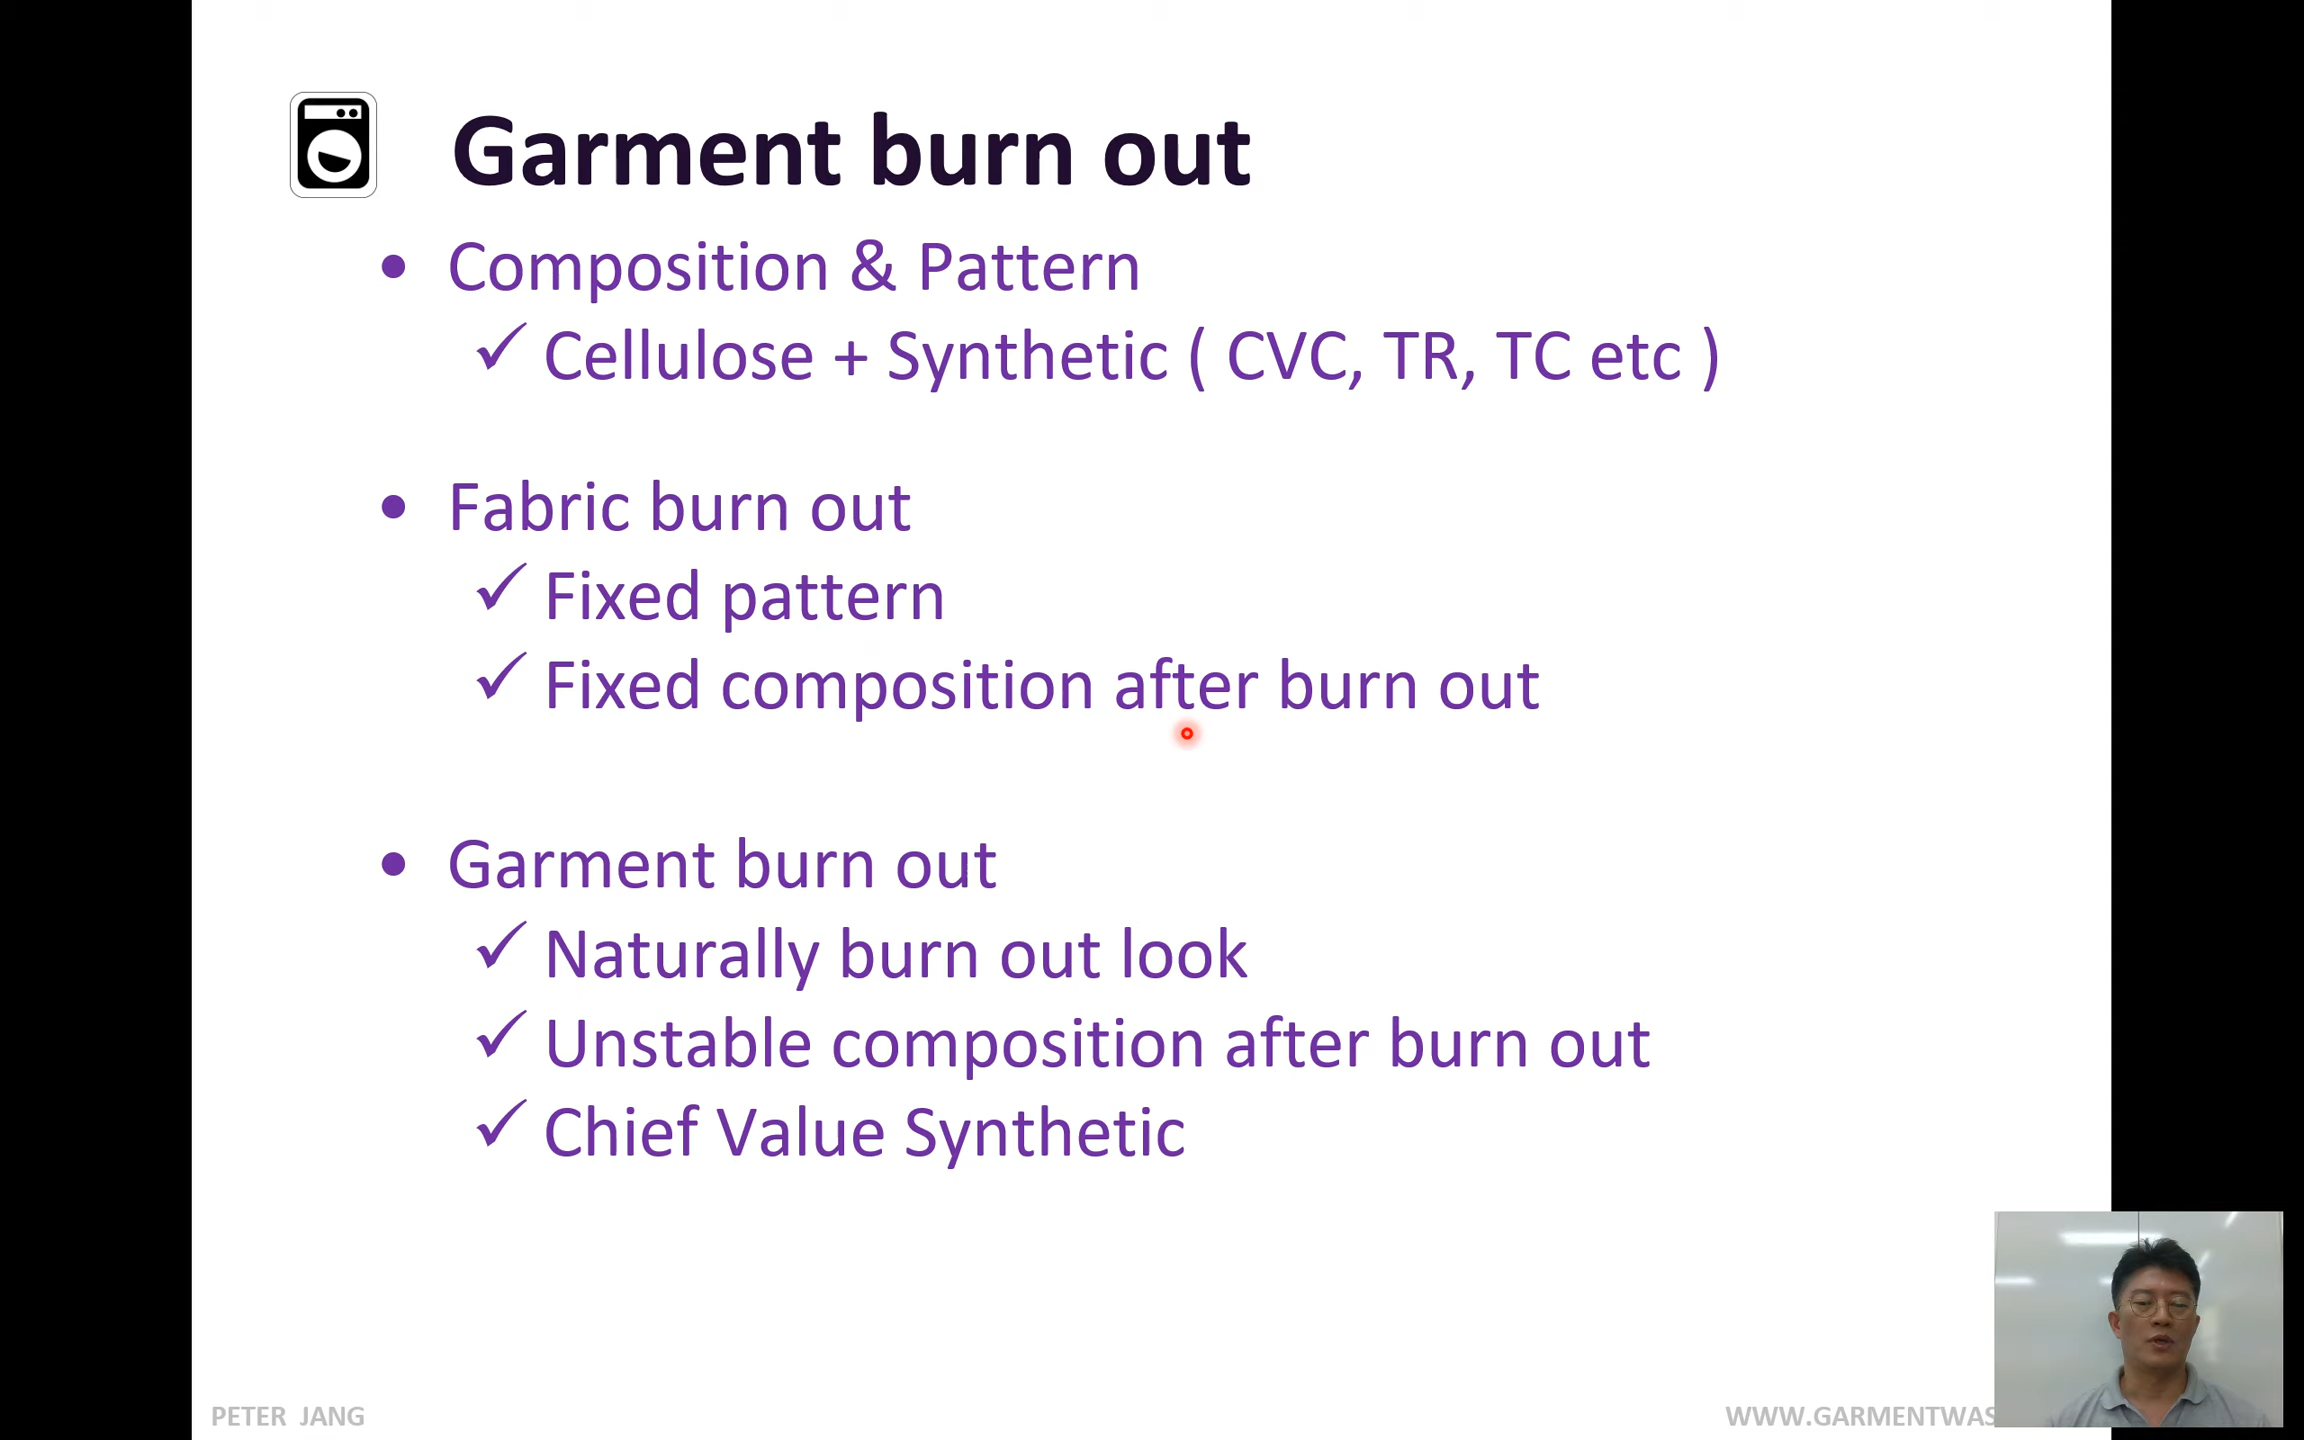 Garment burn out
• Composition & Pattern
✓ Cellulose + Synthetic ( CVC, TR, TC etc )
• Fabric burn out
✓ Fixed pattern
✓ Fixed composition after burn out
• Garment burn out
✓ Naturally burn out look
✓ Unstable composition after burn out
✓ Chief Value Synthetic
PETER JANG
WWW.GARMENTWAS